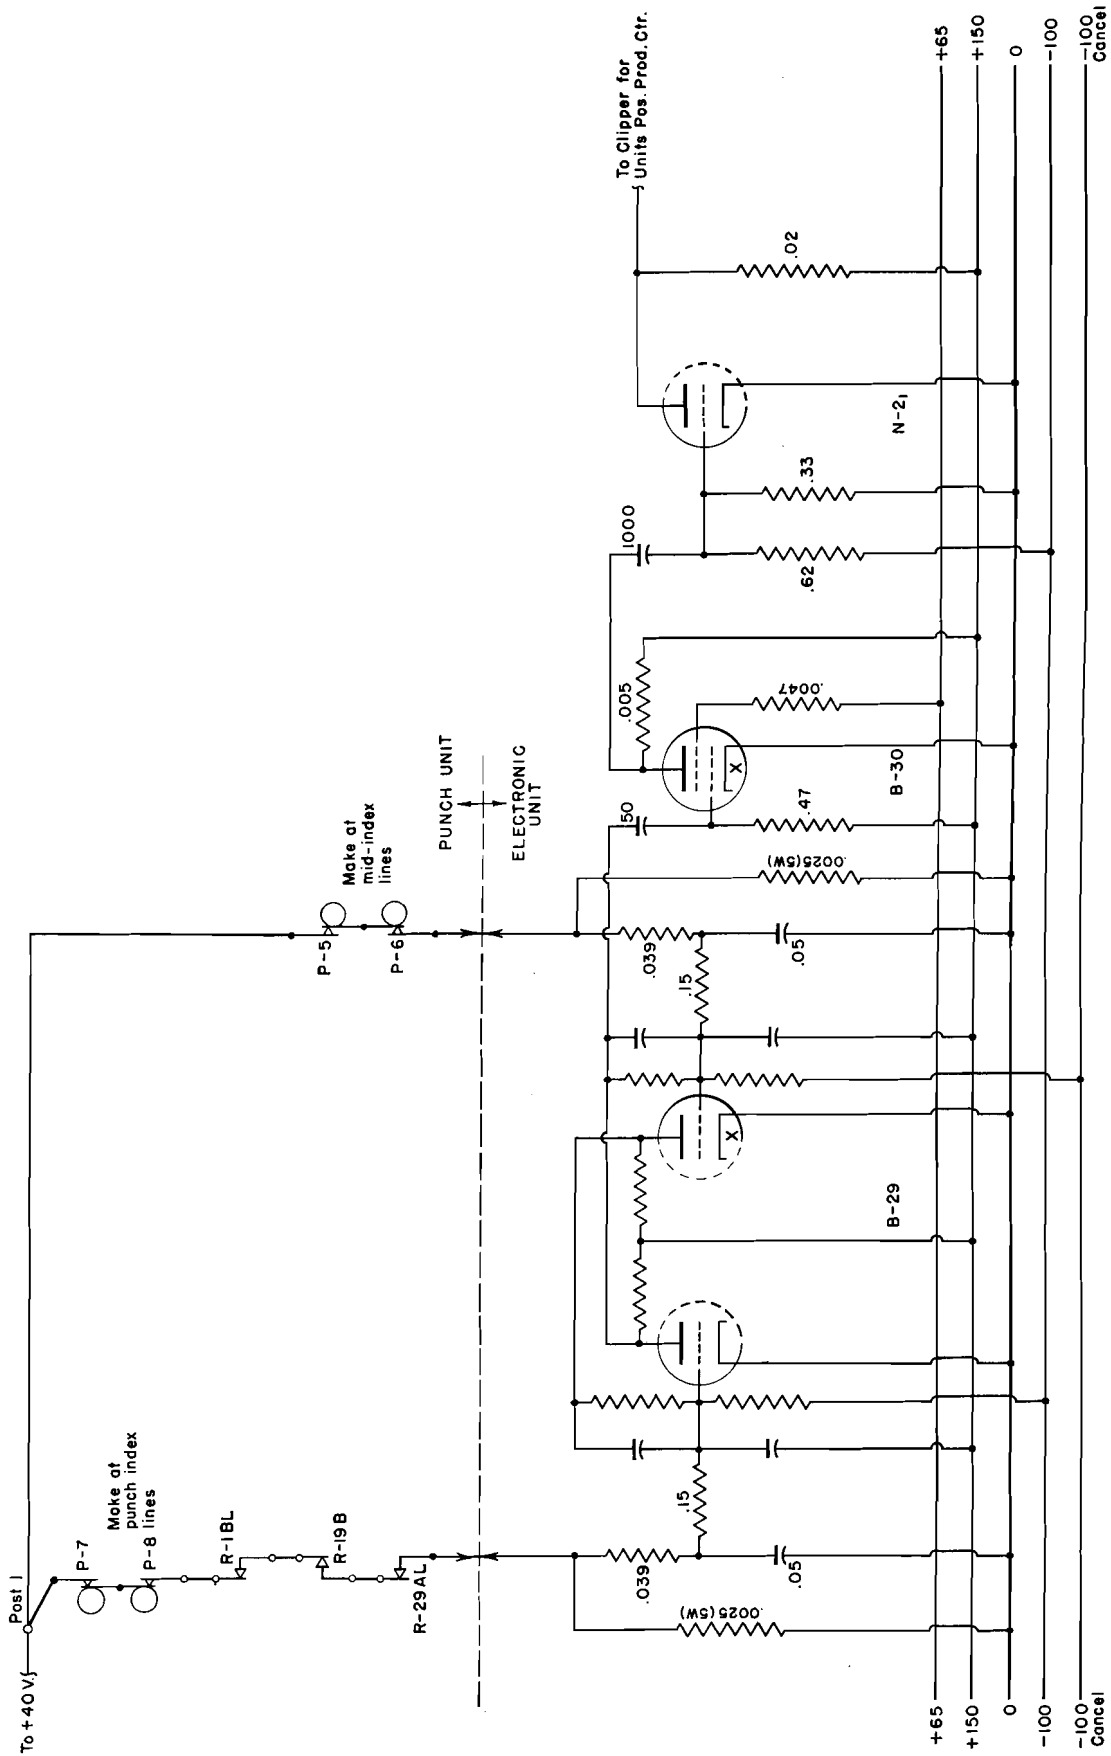 To +40 V.
Post 1
P-7
Make at
punch index
lines
P-8
R-1BL
R-19B
R-29AL
P-5
Make at
mid-index
lines
P-6
PUNCH UNIT
ELECTRONIC
UNIT
To Clipper for
Units Pos. Prod. Ctr.
.0025(5W)
.039
.05
.15
B-29
.15
.039
.05
.0025(5W)
50
.47
B-30
.005
.0047
1000
.62
.33
N-21
.02
+65
+150
0
-100
-100
Cancel
+65
+150
0
-100
-100
Cancel
X
X